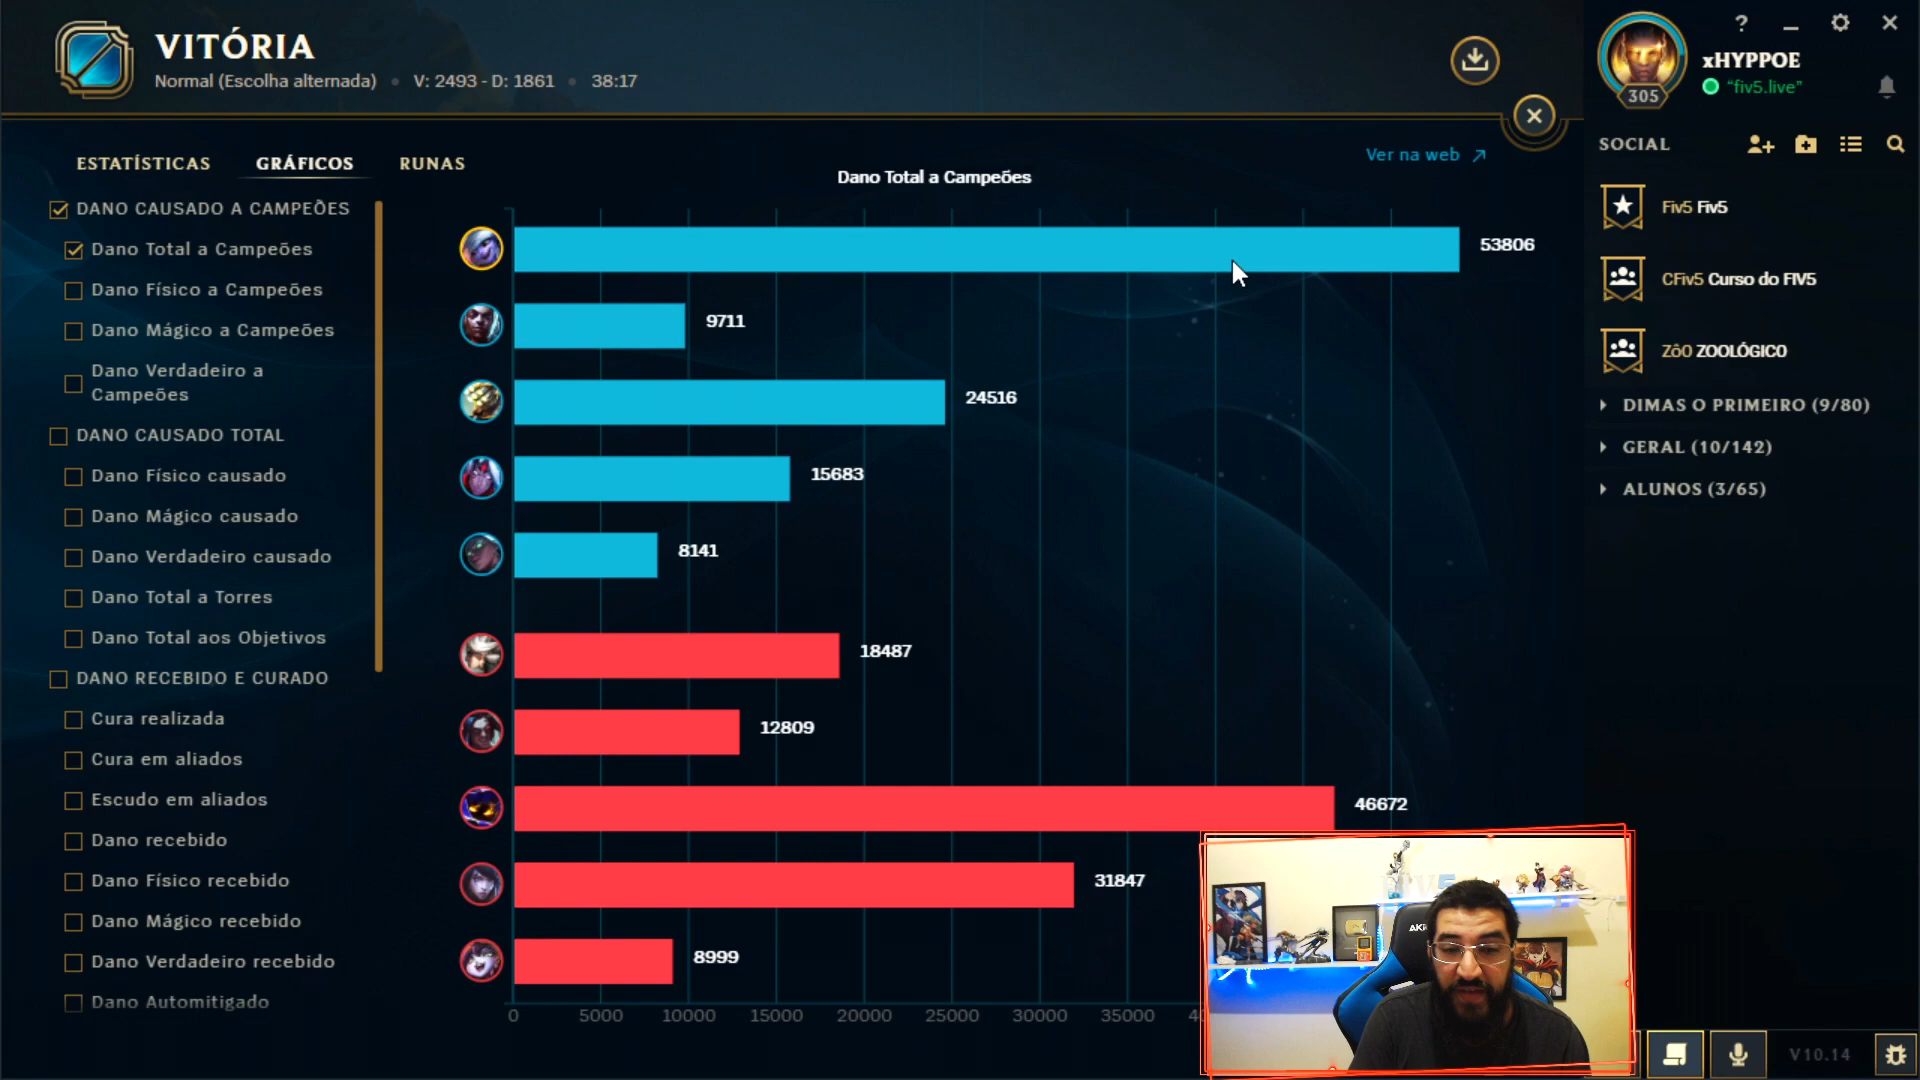 VITÓRIA
Normal (Escolha alternada) • V: 2493 - D: 1861 • 38:17
xHYPPOE
"fiv5.live"
305
ESTATÍSTICAS
GRÁFICOS
RUNAS
Ver na web
Dano Total a Campeões
DANO CAUSADO A CAMPEÕES
Dano Total a Campeões
Dano Físico a Campeões
Dano Mágico a Campeões
Dano Verdadeiro a
Campeões
DANO CAUSADO TOTAL
Dano Físico causado
Dano Mágico causado
Dano Verdadeiro causado
Dano Total a Torres
Dano Total aos Objetivos
DANO RECEBIDO E CURADO
Cura realizada
Cura em aliados
Escudo em aliados
Dano recebido
Dano Físico recebido
Dano Mágico recebido
Dano Verdadeiro recebido
Dano Automitigado
53806
9711
24516
15683
8141
18487
12809
46672
31847
8999
0 5000 10000 15000 20000 25000 30000 35000
SOCIAL
Fiv5 Fiv5
CFiv5 Curso do FIV5
Zô0 ZOOLÓGICO
DIMAS O PRIMEIRO (9/80)
GERAL (10/142)
ALUNOS (3/65)
V10.14